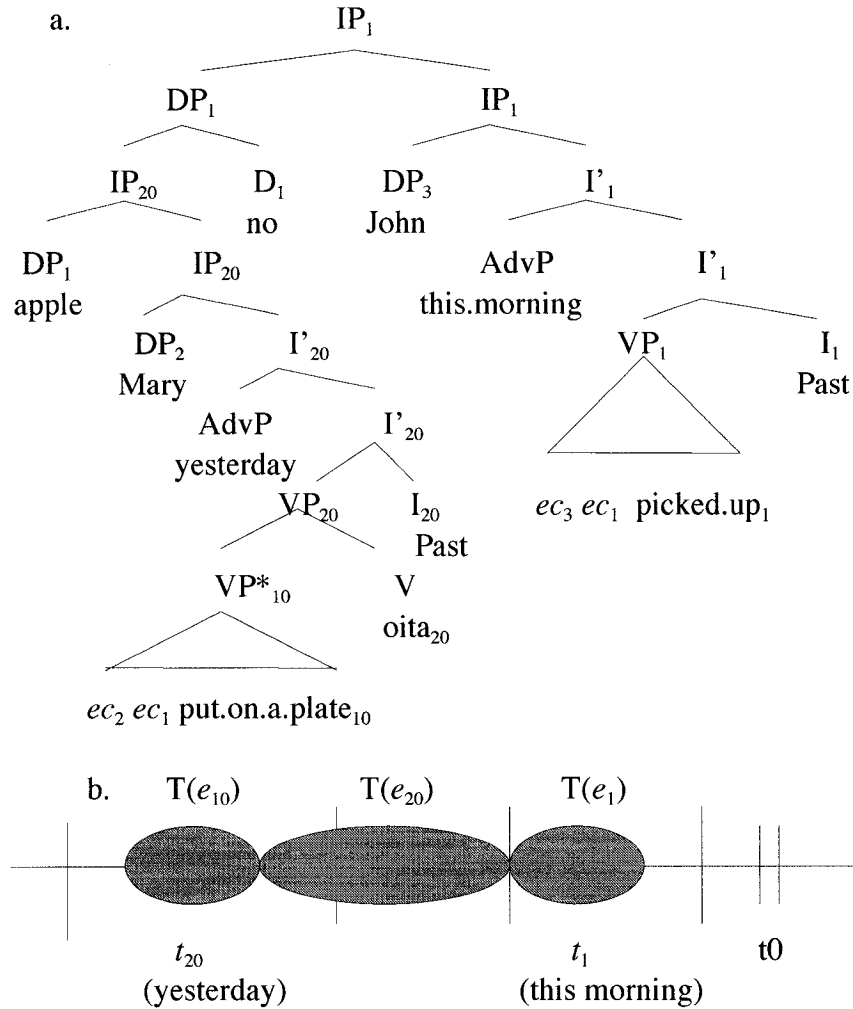 a. IP₁
DP₁ IP₁
IP₂₀ D₁ DP₃ I’₁
no John
DP₁ IP₂₀ AdvP I’₁
apple this.morning
DP₂ I’₂₀ VP₁ I₁
Mary Past
AdvP I’₂₀
yesterday
VP₂₀ I₂₀ ec₃ ec₁ picked.up₁
Past
VP*₁₀ V
oita₂₀
ec₂ ec₁ put.on.a.plate₁₀
b. T(e₁₀) T(e₂₀) T(e₁)
t₂₀ t₁ t0
(yesterday) (this morning)